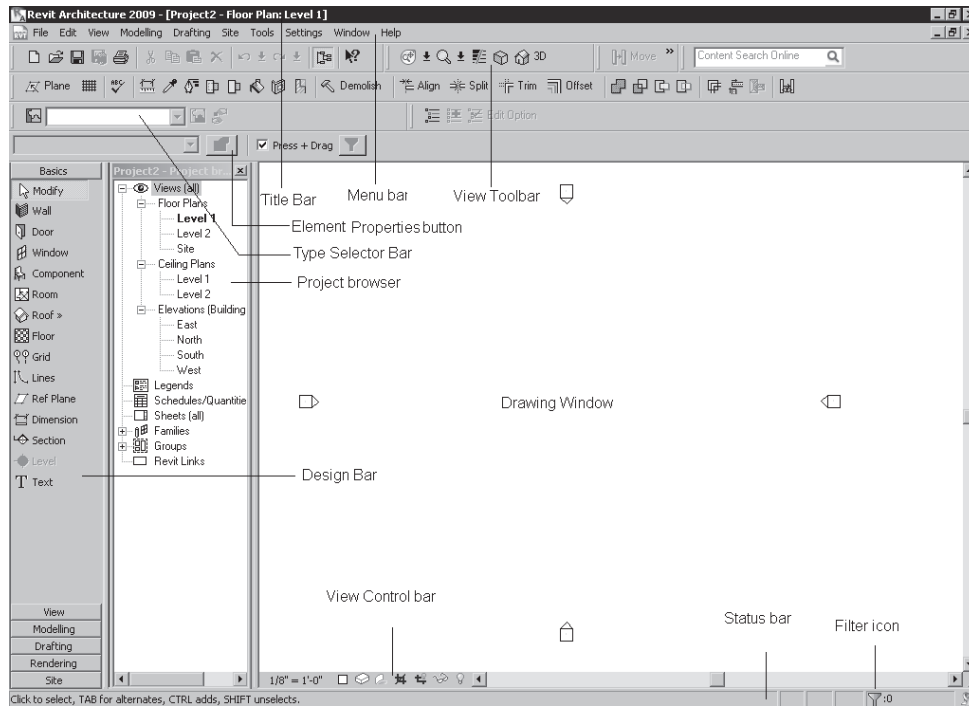 Revit Architecture 2009 - [Project2 - Floor Plan: Level 1]
File Edit View Modelling Drafting Site Tools Settings Window Help
3D Move » Content Search Online
Plane Demolish Align Split Trim Offset
Edit Option
Press + Drag
Basics
Modify
Wall
Door
Window
Component
Room
Roof »
Floor
Grid
Lines
Ref Plane
Dimension
Section
Level
Text
View
Modelling
Drafting
Rendering
Site
Project2 - Project br...
Views (all)
Floor Plans
Level 1
Level 2
Site
Ceiling Plans
Level 1
Level 2
Elevations (Building
East
North
South
West
Legends
Schedules/Quantitie
Sheets (all)
Families
Groups
Revit Links
Title Bar
Menu bar
View Toolbar
Element Properties button
Type Selector Bar
Project browser
Drawing Window
Design Bar
View Control bar
Status bar
Filter icon
1/8" = 1'-0"
Click to select, TAB for alternates, CTRL adds, SHIFT unselects.
:0